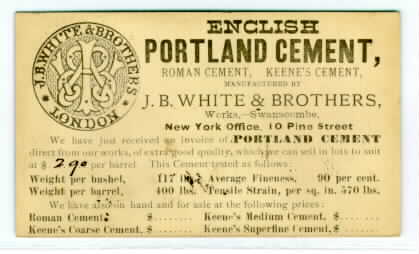 J.B. WHITE & BROTHERS
LONDON
ENGLISH
PORTLAND CEMENT,
ROMAN CEMENT, KEENE'S CEMENT,
MANUFACTURED BY
J. B. WHITE & BROTHERS,
Works,—Swanscombe.
New York Office, 10 Pine Street
We have just received an invoice of PORTLAND CEMENT
direct from our works, of extra good quality, which we can sell in lots to suit
at $ 2.90 per barrel. This Cement tested as follows:
Weight per bushel, 117 lbs. Average Fineness, 90 per cent.
Weight per barrel, 400 lbs. Tensile Strain, per sq. in. 570 lbs.
We have also on hand and for sale at the following prices:
Roman Cement, $........ Keene's Medium Cement, $........
Keene's Coarse Cement, $........ Keene's Superfine Cement, $........